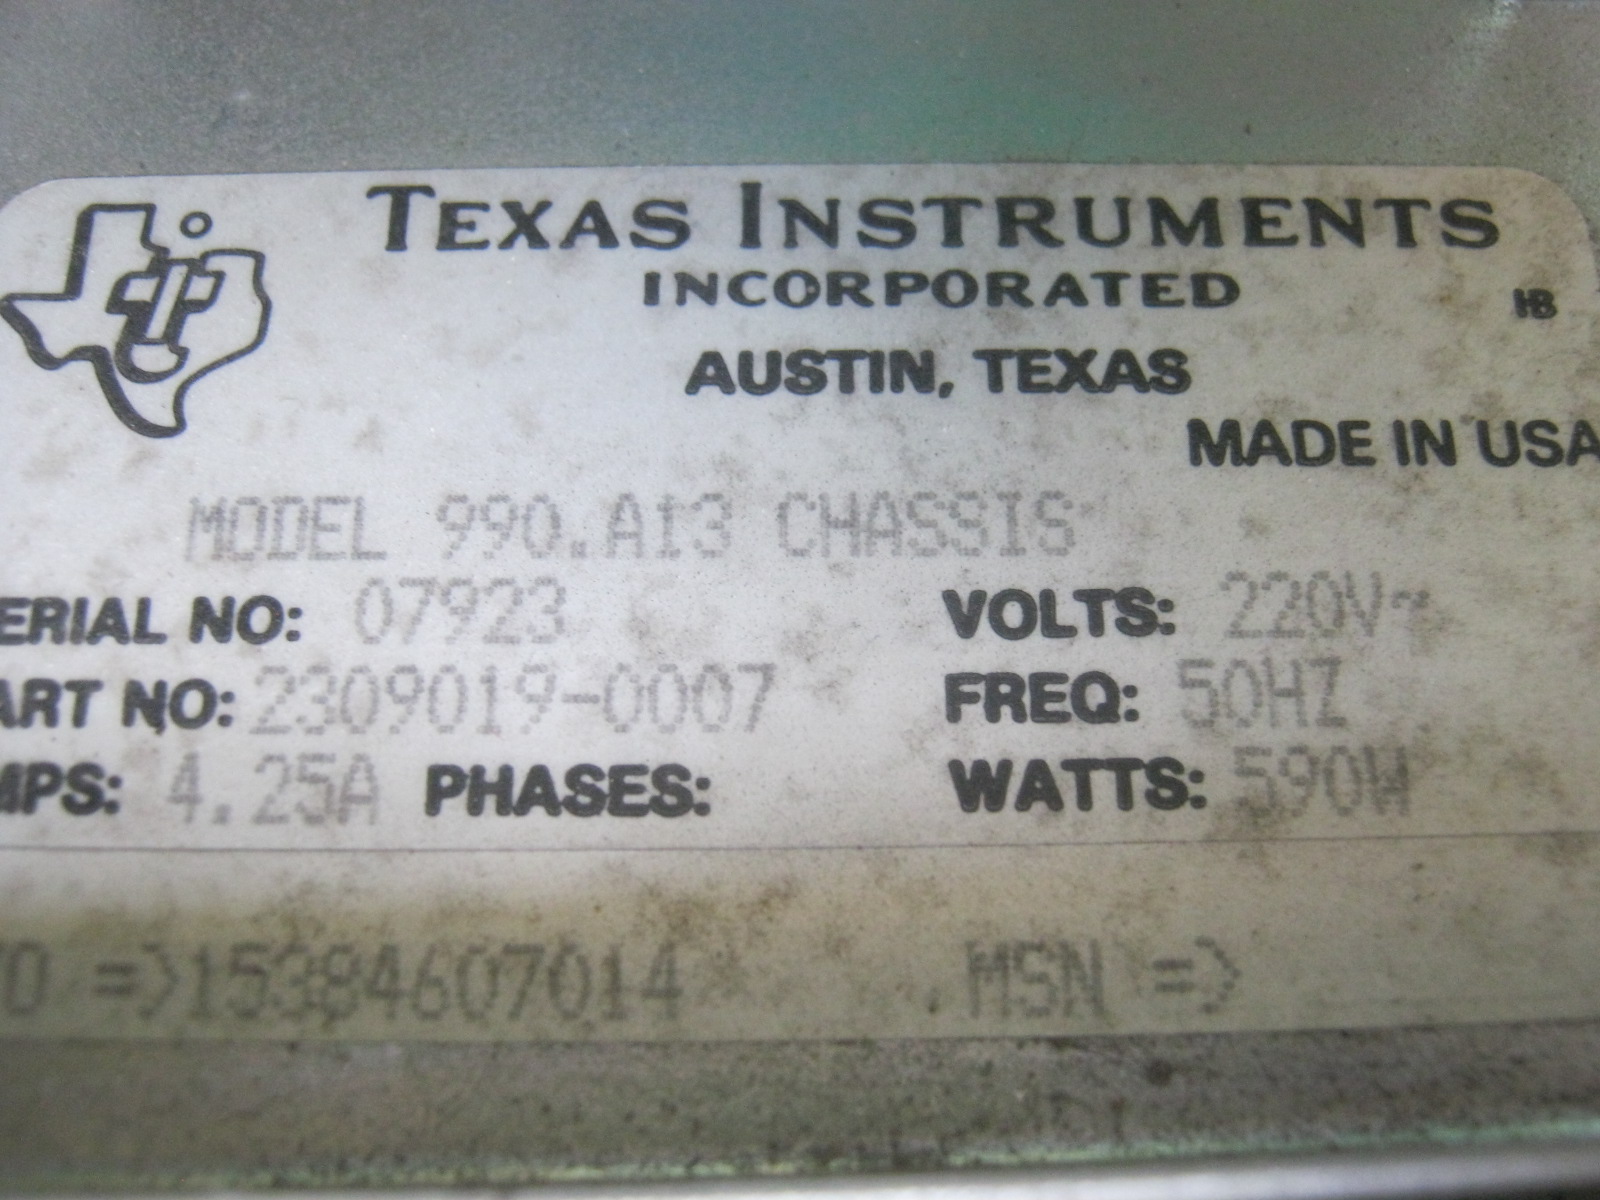 TEXAS INSTRUMENTS
INCORPORATED
HB
AUSTIN, TEXAS
MADE IN USA
MODEL 990.A13 CHASSIS
ERIAL NO: 07923 VOLTS: 220V~
ART NO: 2309019-0007 FREQ: 50HZ
MPS: 4.25A PHASES: WATTS: 590W
O =>15384607014 MSN =>